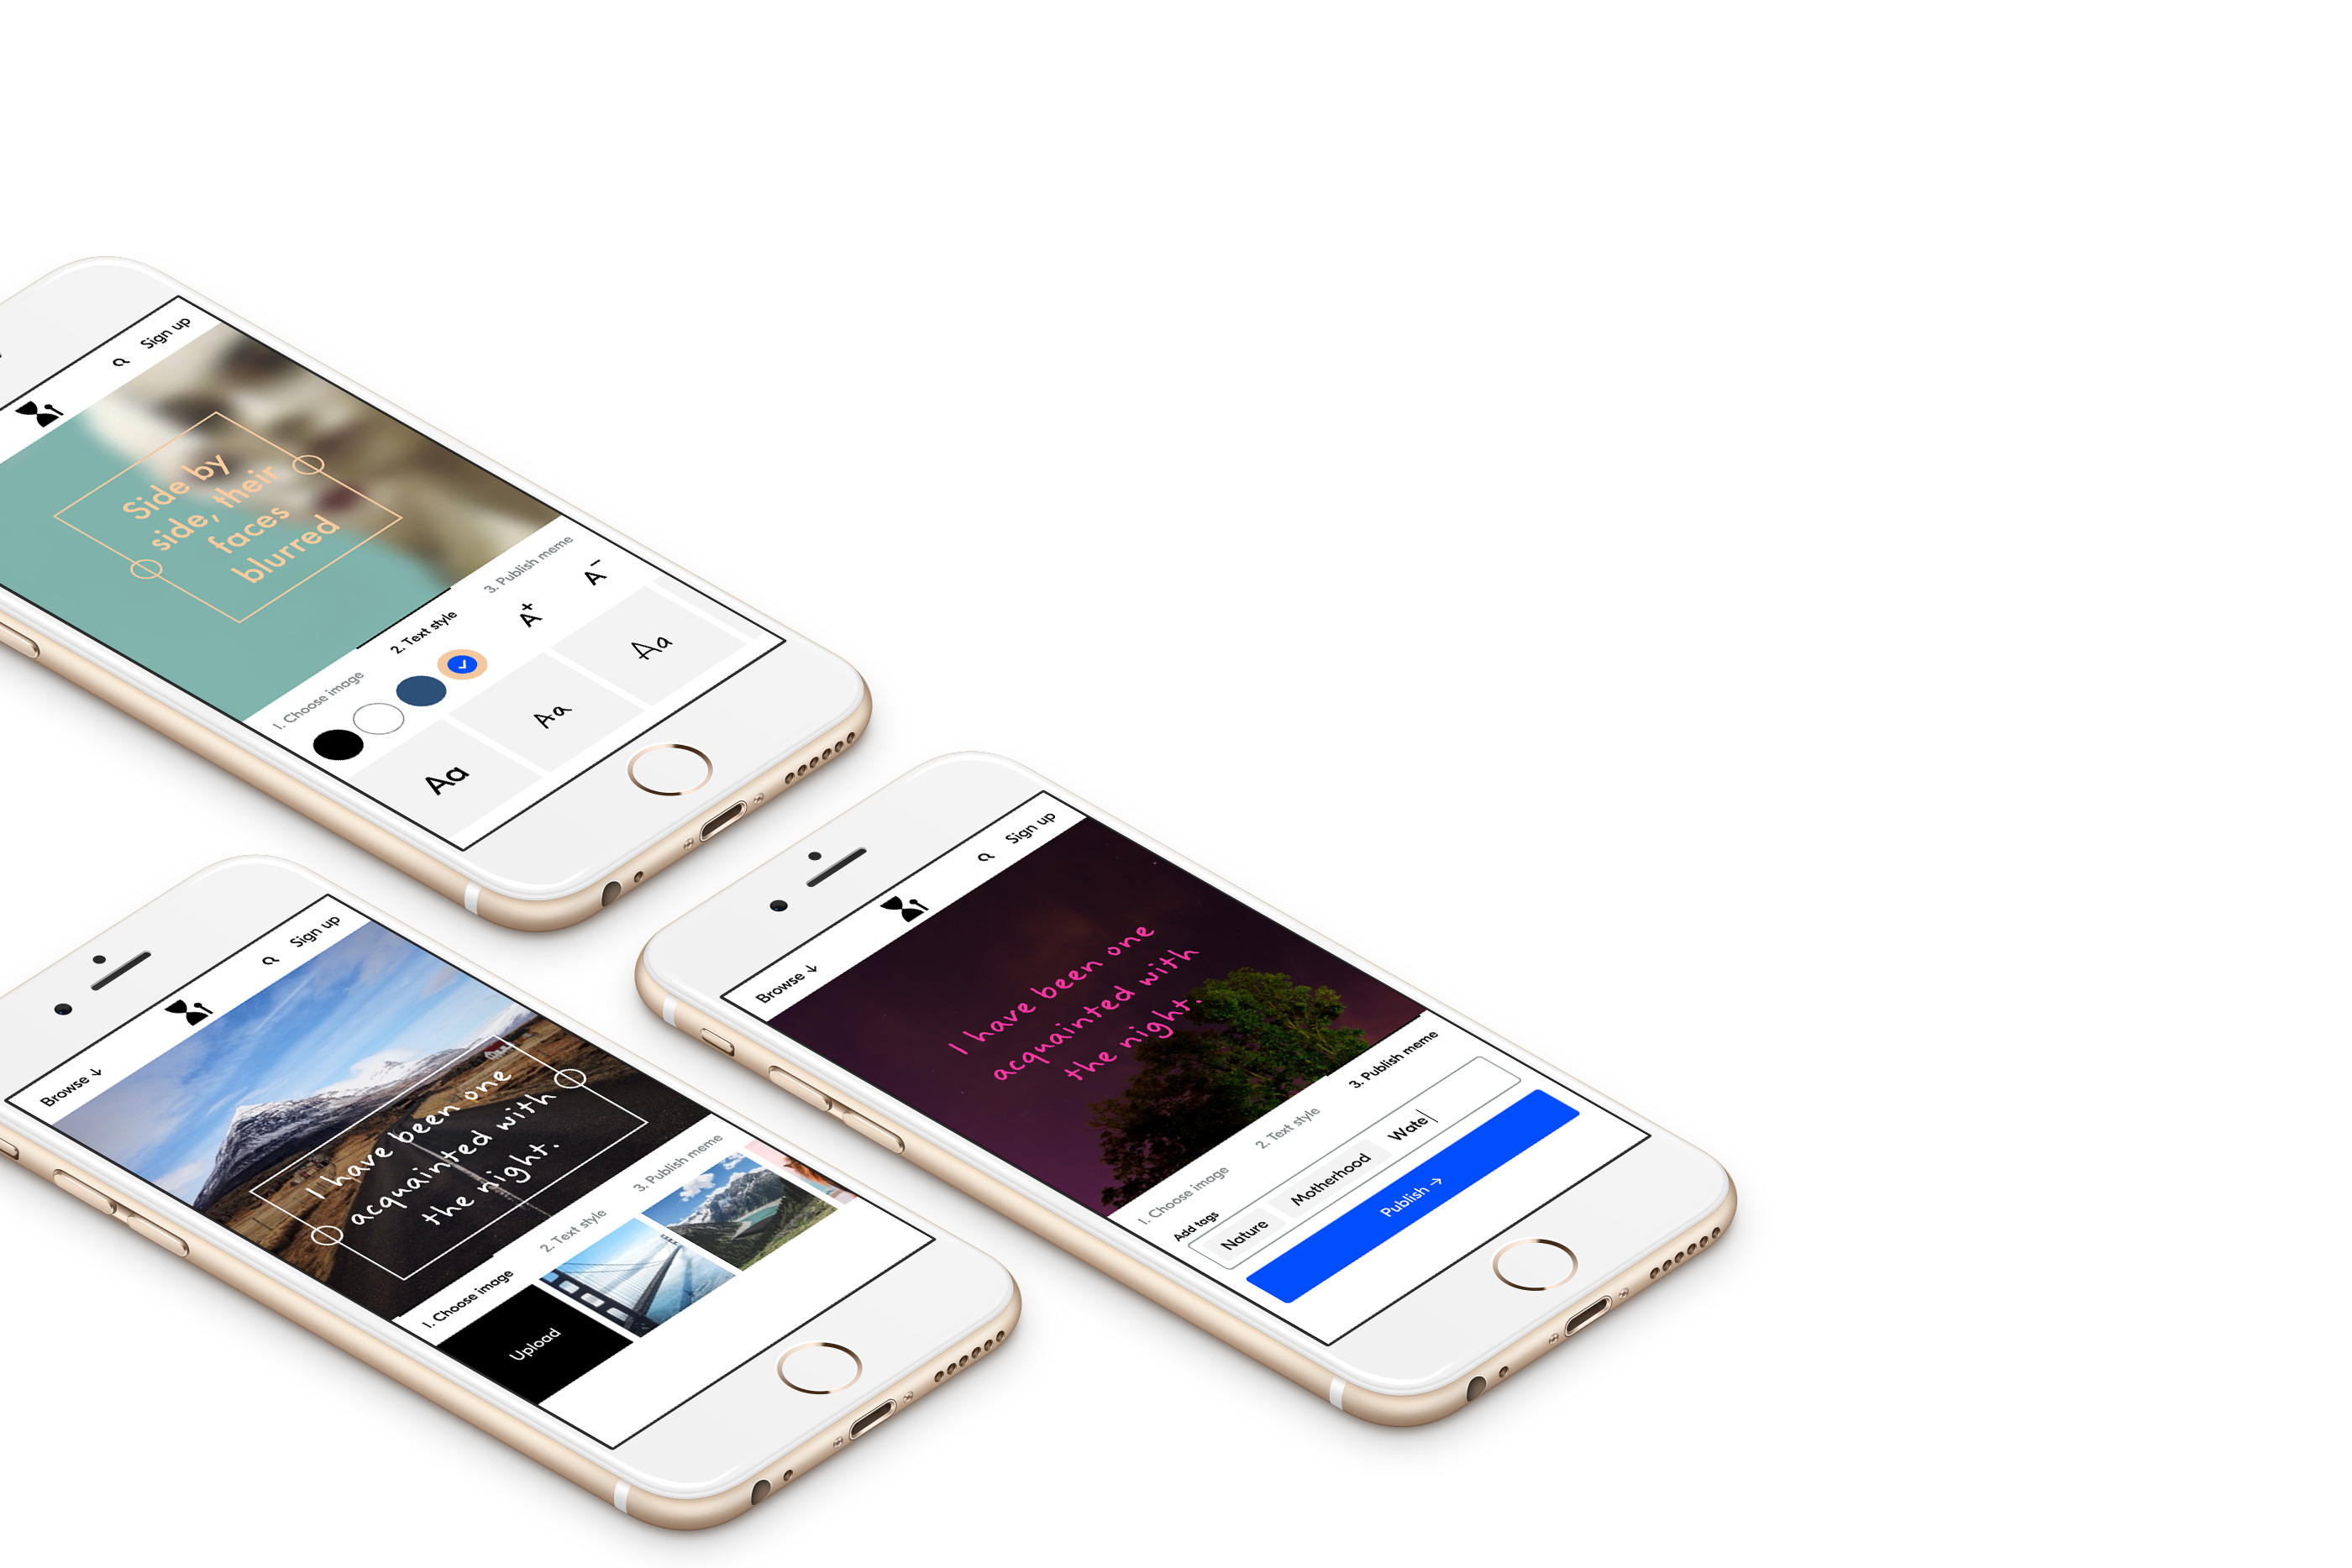 Sign up
Side by
side, their
faces
blurred
1. Choose image
2. Text style
3. Publish meme
A+
A-
Aa
Aa
Aa
Browse ↓
Sign up
I have been one
acquainted with
the night.
1. Choose image
2. Text style
3. Publish meme
Upload
Browse ↓
Sign up
I have been one
acquainted with
the night.
1. Choose image
2. Text style
3. Publish meme
Add tags
Nature
Motherhood
Wate
Publish →